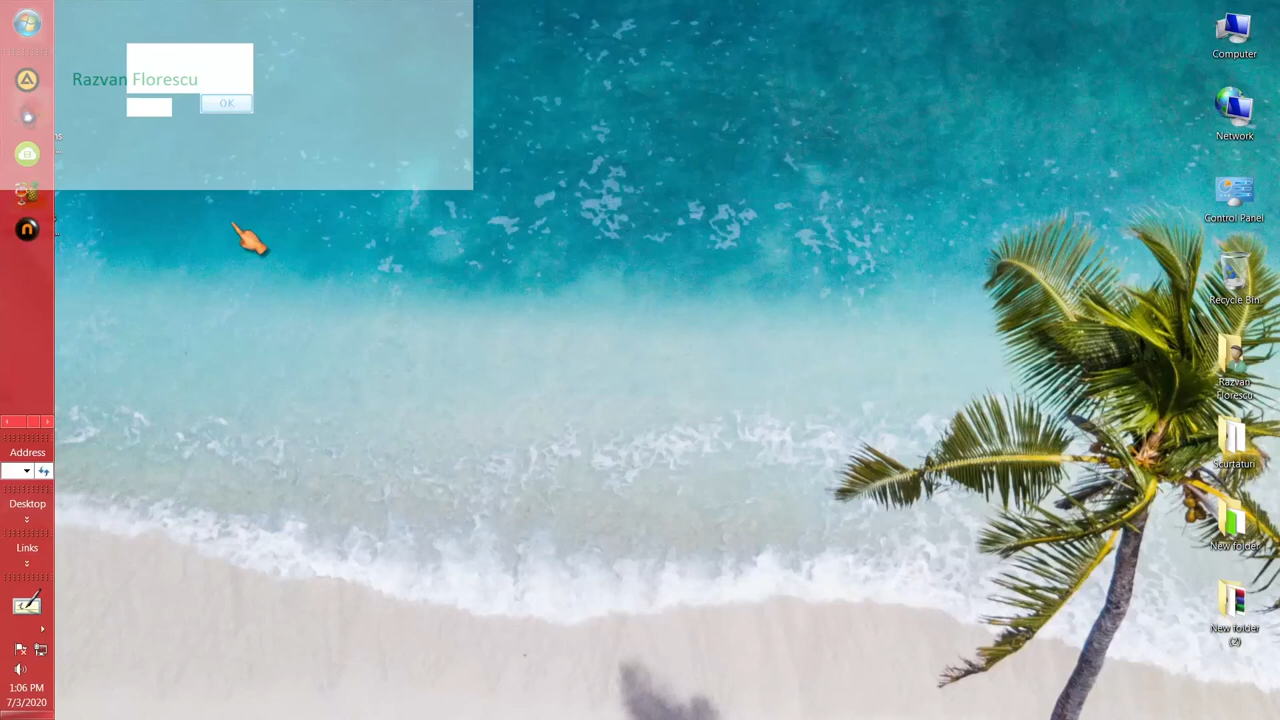 Razvan Florescu
OK
ns
...
s
...
Address
Desktop
Links
1:06 PM
7/3/2020
Computer
Network
Control Panel
Recycle Bin
Razvan
Florescu
Scurtaturi
New folder
New folder
(2)